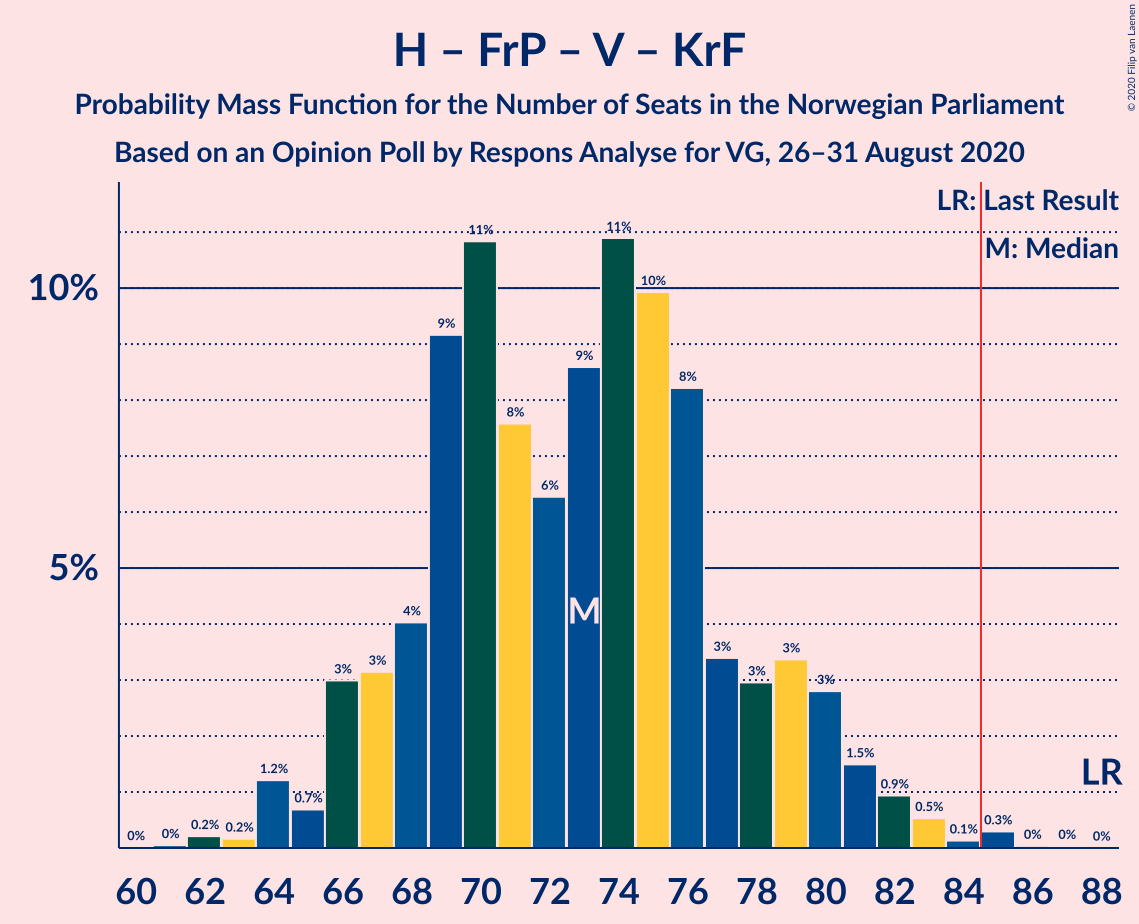 H – FrP – V – KrF
Probability Mass Function for the Number of Seats in the Norwegian Parliament
Based on an Opinion Poll by Respons Analyse for VG, 26–31 August 2020
© 2020 Filip van Laenen
LR: Last Result
M: Median
10%
5%
0% 0% 0.2% 0.2% 1.2% 0.7% 3% 3% 4% 9% 11% 8% 6% 9% 11% 10% 8% 3% 3% 3% 3% 1.5% 0.9% 0.5% 0.1% 0.3% 0% 0% 0%
M
LR
60 62 64 66 68 70 72 74 76 78 80 82 84 86 88